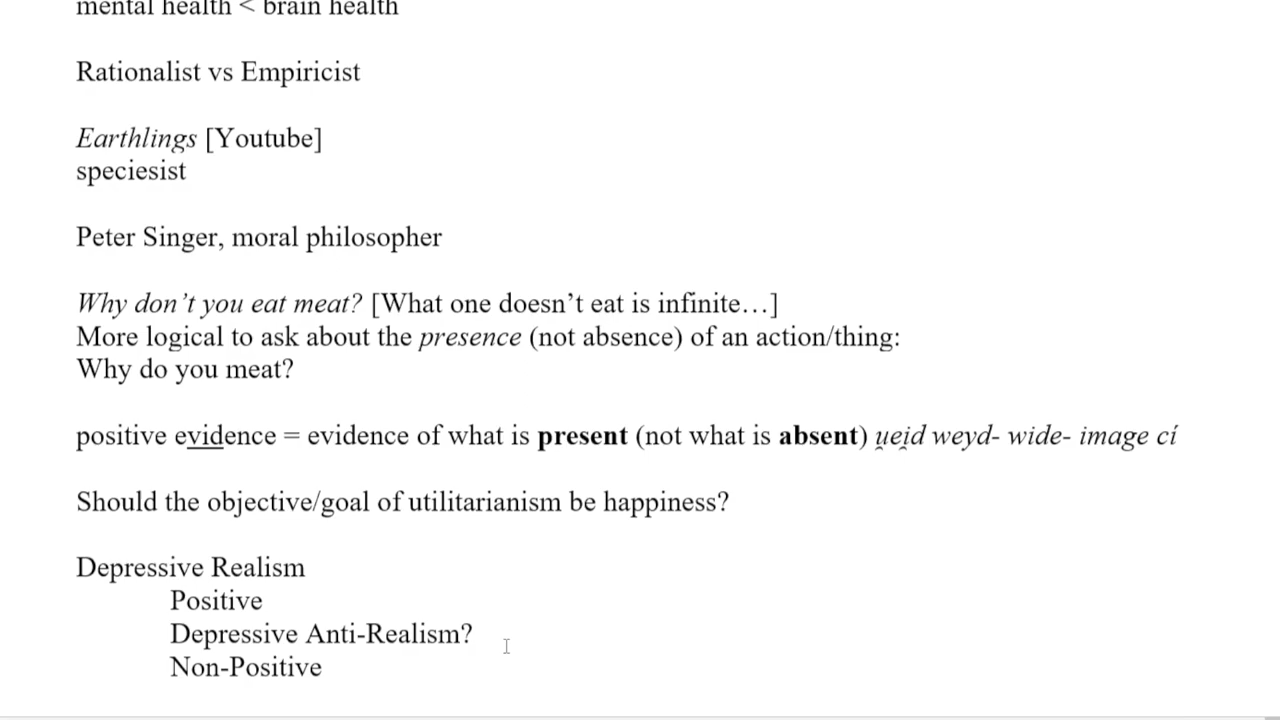 mental health < brain health
Rationalist vs Empiricist
Earthlings [Youtube]
speciesist
Peter Singer, moral philosopher
Why don’t you eat meat? [What one doesn’t eat is infinite…]
More logical to ask about the presence (not absence) of an action/thing:
Why do you meat?
positive evidence = evidence of what is present (not what is absent) u̯ei̯d weyd- wide- image cí
Should the objective/goal of utilitarianism be happiness?
Depressive Realism
Positive
Depressive Anti-Realism?
Non-Positive